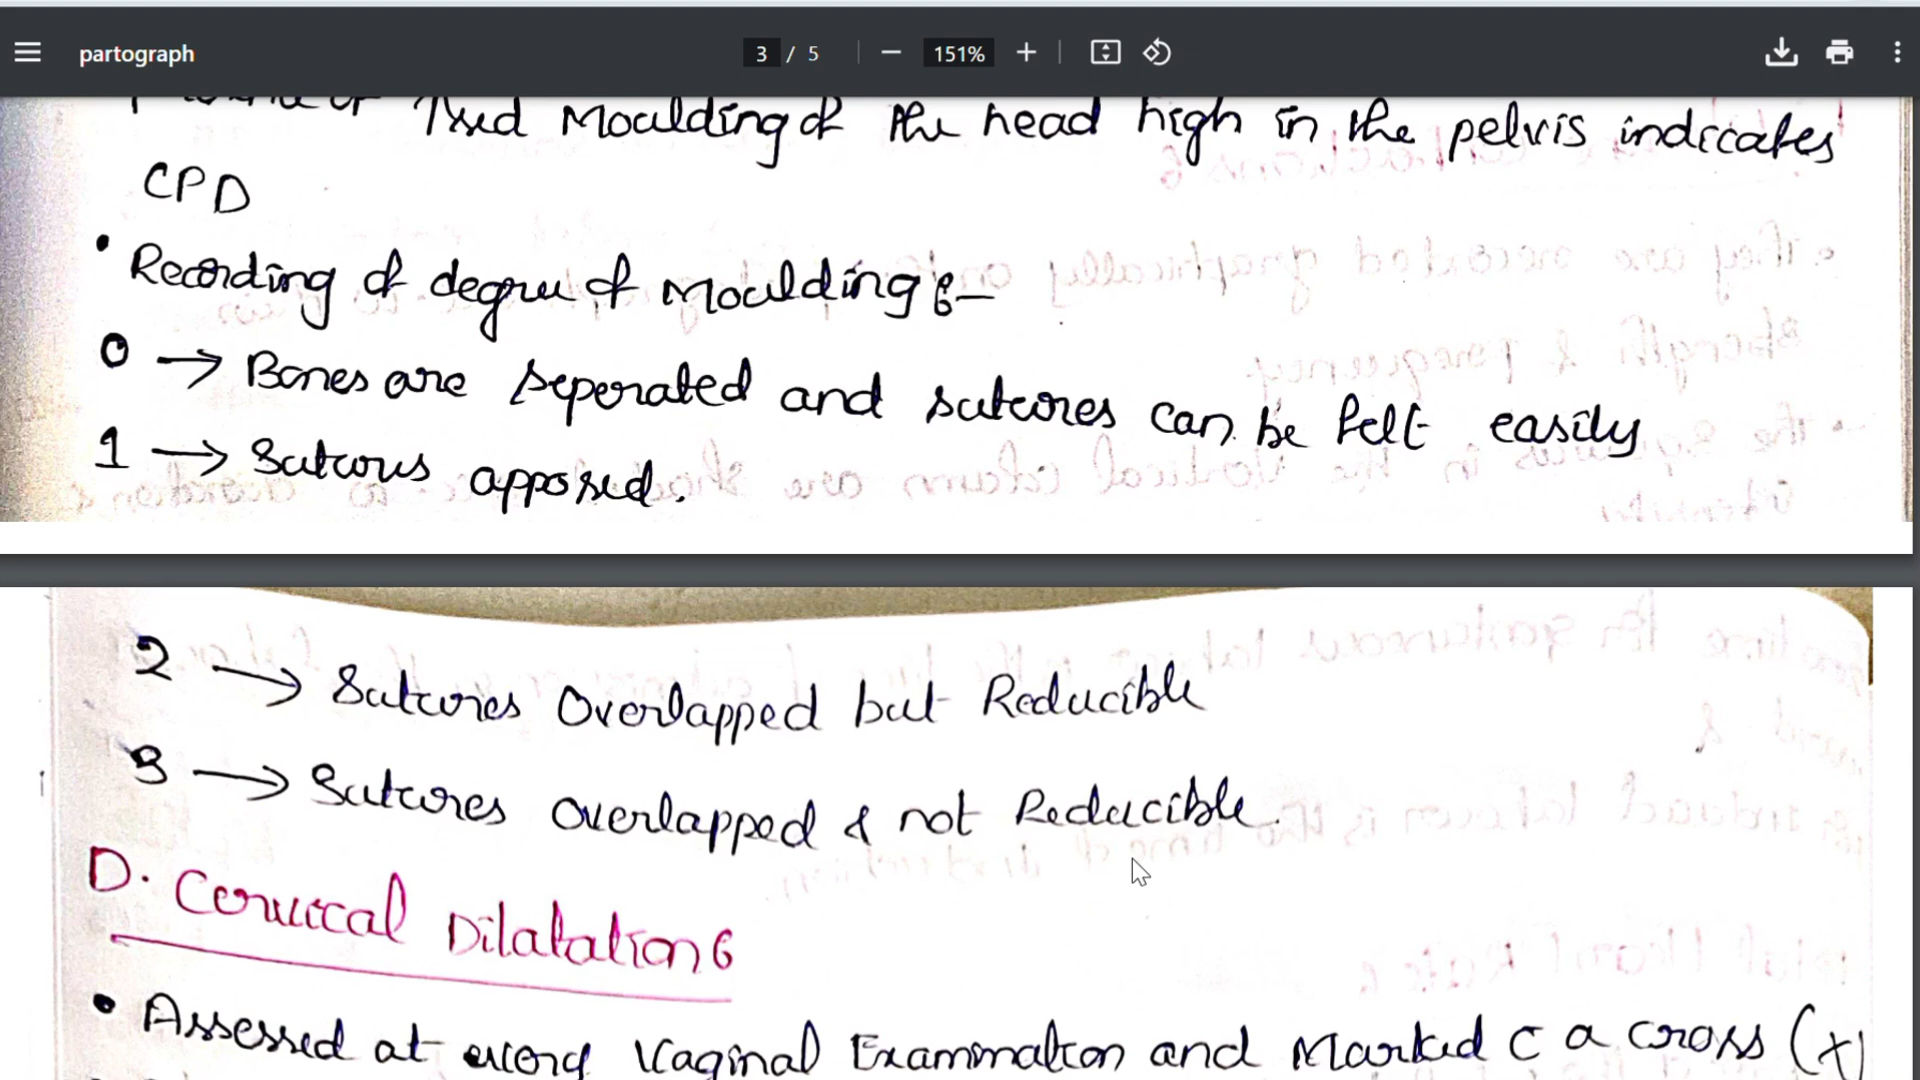 partograph
3 / 5
151%
fixed Moulding of the head high in the pelvis indicates
CPD
• Recording of degree of Moulding :-
0 → Bones are seperated and sutures can be felt easily
1 → Sutures apposed.
2 → Sutures Overlapped but Reducible
3 → Sutures overlapped & not Reducible.
D. Cervical Dilatation :
• Assessed at every Vaginal Examination and Marked c a cross (x)